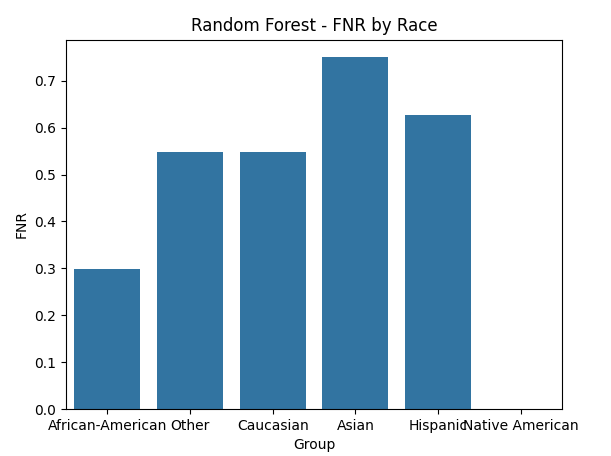 Random Forest - FNR by Race
FNR
0.7
0.6
0.5
0.4
0.3
0.2
0.1
0.0
African-American Other Caucasian Asian Hispanic Native American
Group